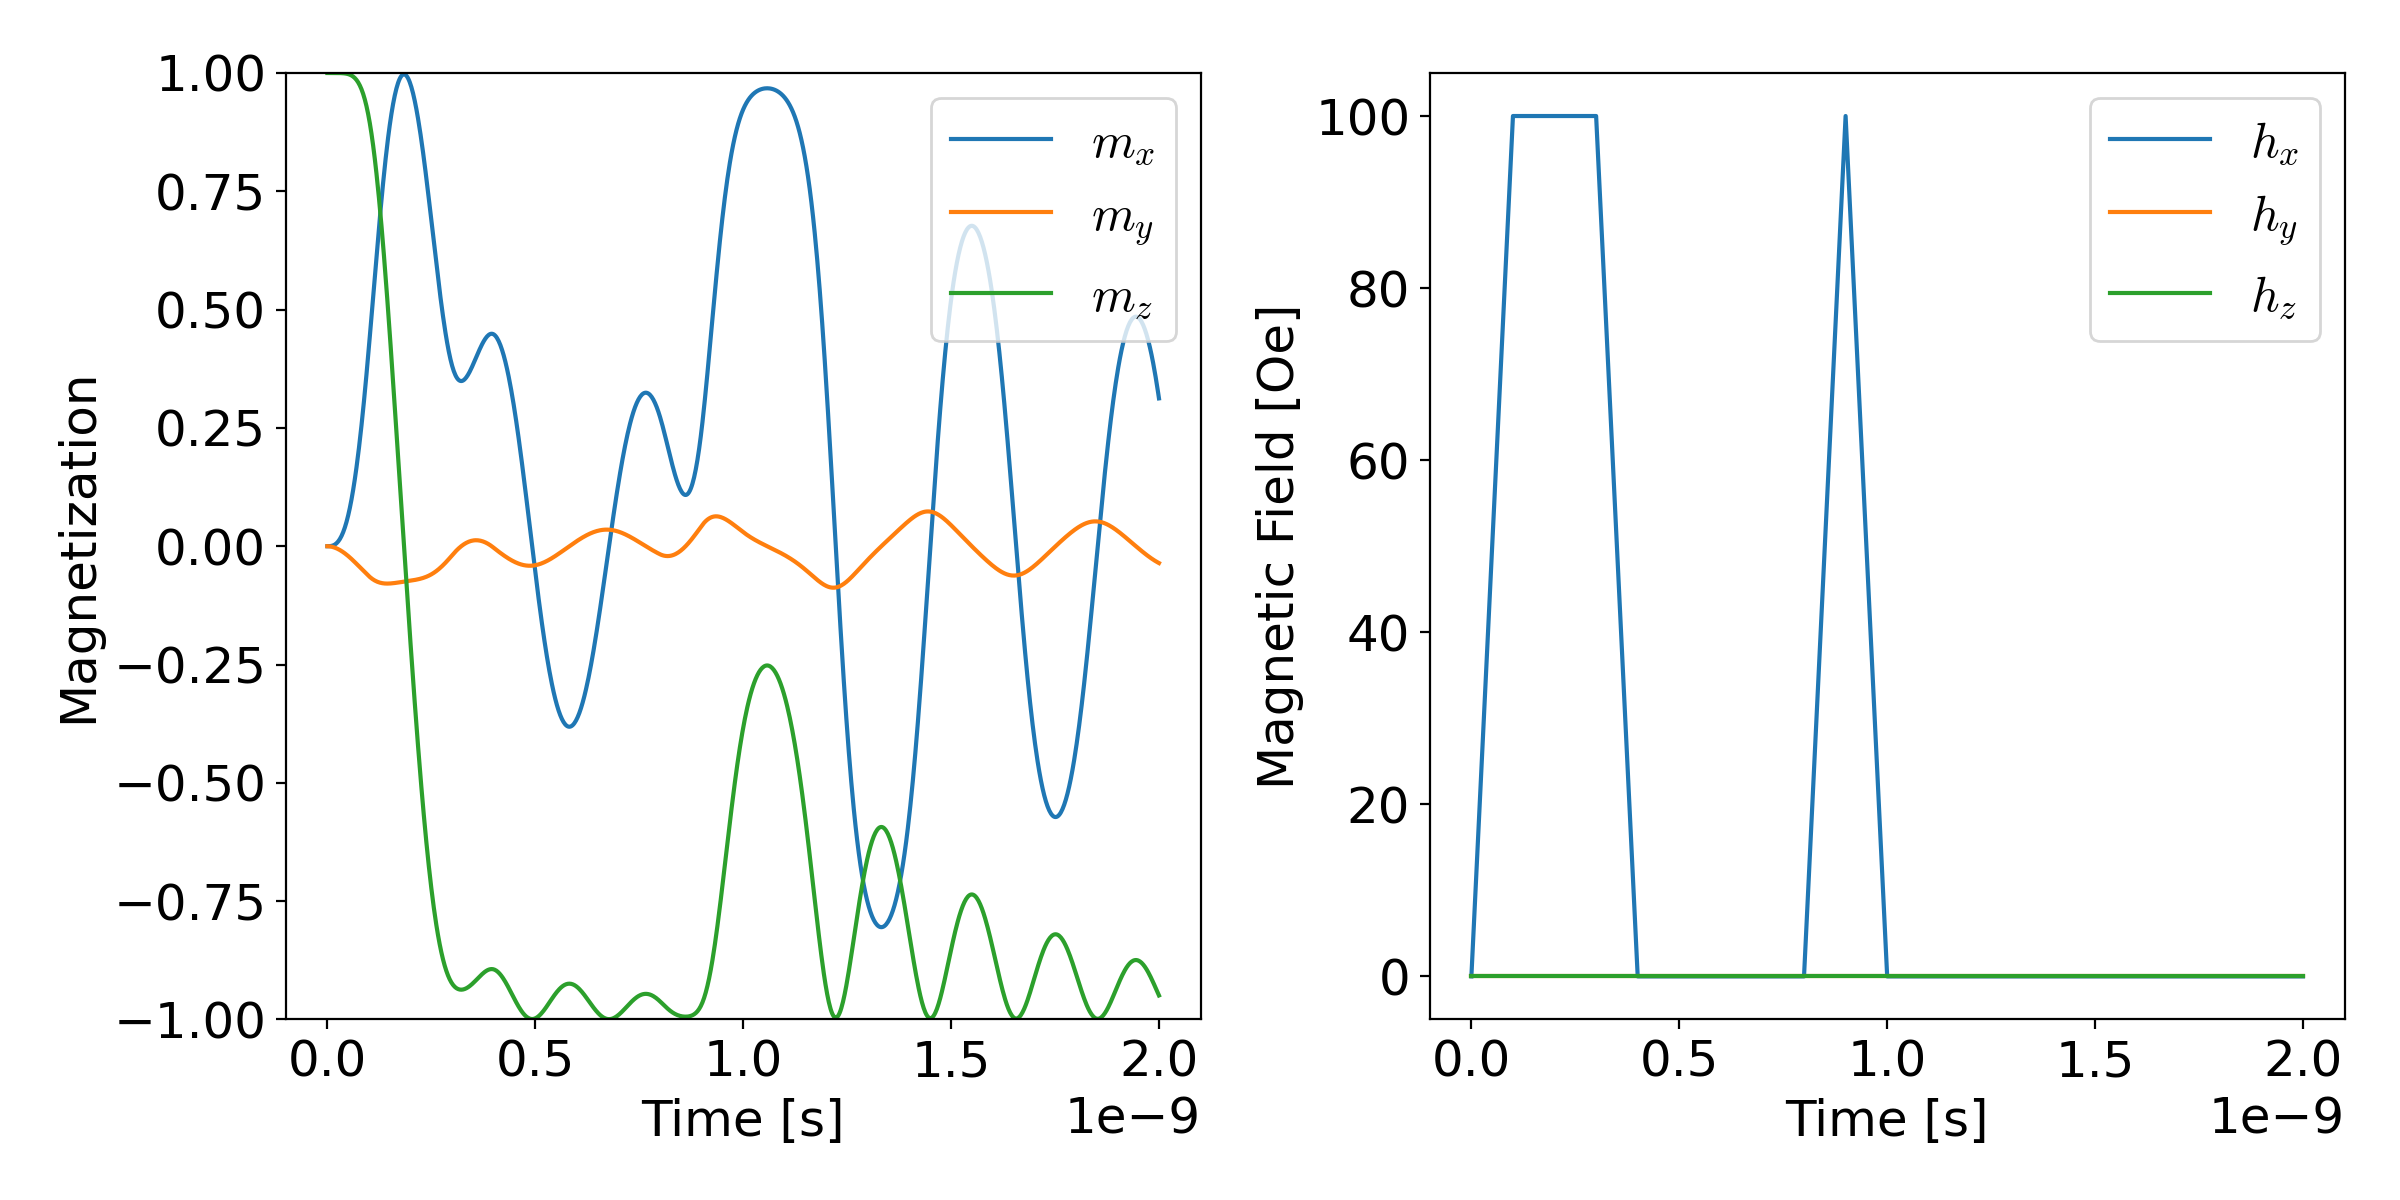 Magnetization
1.00
0.75
0.50
0.25
0.00
−0.25
−0.50
−0.75
−1.00
m_x
m_y
m_z
0.0 0.5 1.0 1.5 2.0
Time [s]
1e−9
Magnetic Field [Oe]
100
80
60
40
20
0
h_x
h_y
h_z
0.0 0.5 1.0 1.5 2.0
Time [s]
1e−9